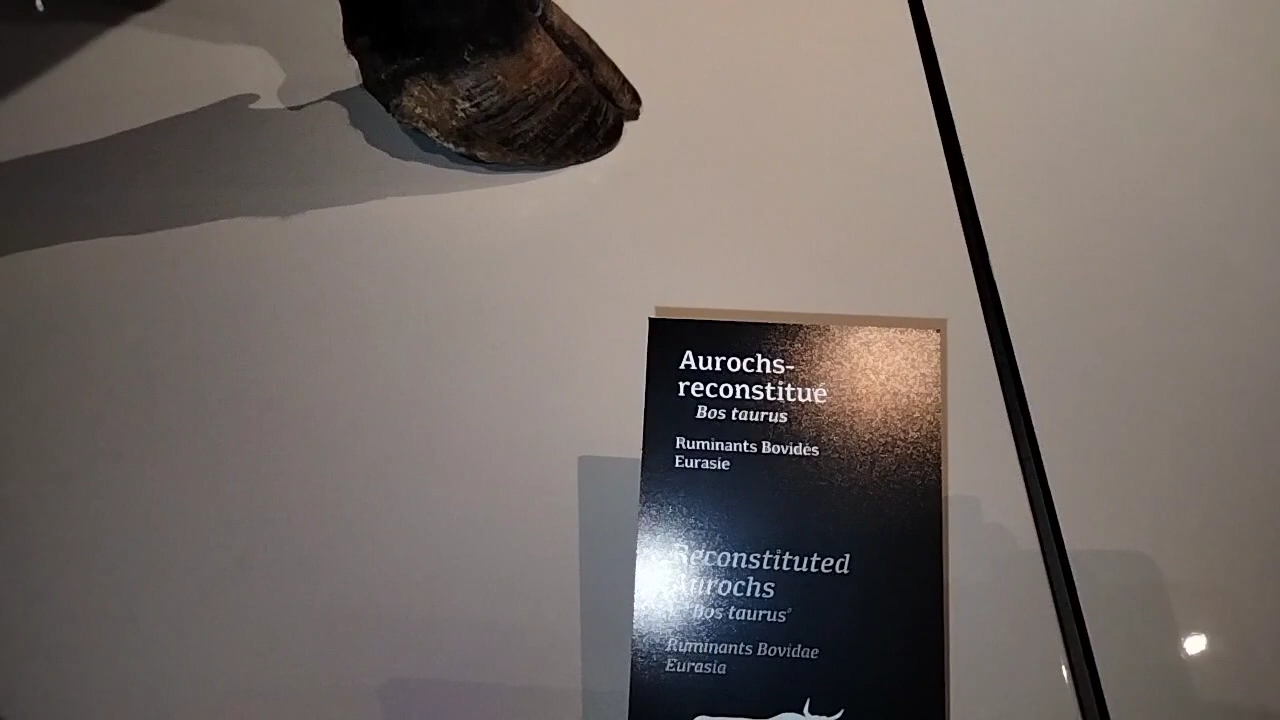 Aurochs-
reconstitué
Bos taurus
Ruminants Bovidés
Eurasie
Reconstituted
Aurochs
"Bos taurus"
Ruminants Bovidae
Eurasia